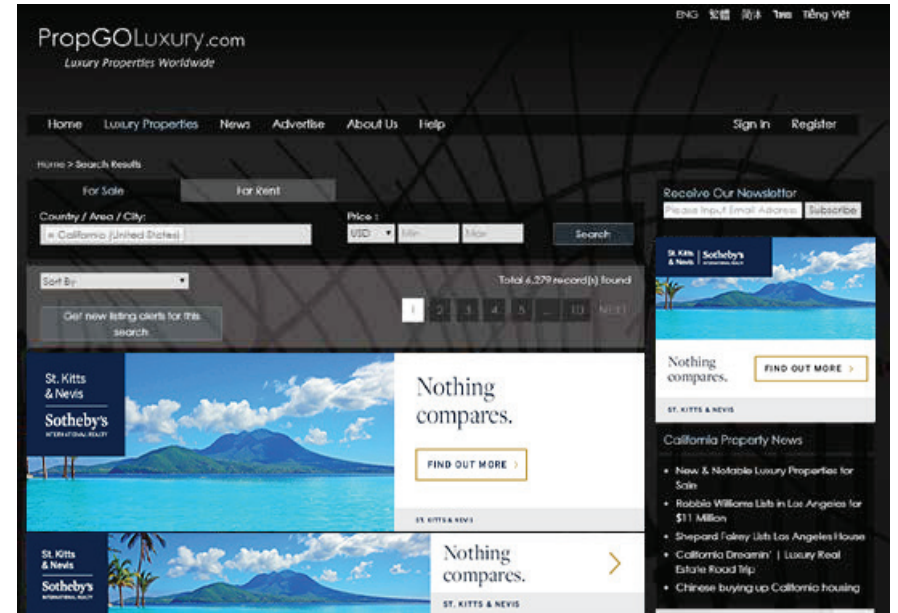 ENG 繁體 简体 ไทย Tiếng Việt
PropGOLuxury.com
Luxury Properties Worldwide
Home Luxury Properties News Advertise About Us Help
Sign In Register
Home > Search Results
For Sale For Rent
Country / Area / City:
Price :
× California (United States)
USD Min Max Search
Sort By
Total 6,279 record(s) found
Get new listing alerts for this
search
1 2 3 4 5 ... 101 NEXT
St. Kitts
& Nevis
Sotheby's
INTERNATIONAL REALTY
Nothing
compares.
FIND OUT MORE >
ST. KITTS & NEVIS
St. Kitts
& Nevis
Sotheby's
INTERNATIONAL REALTY
Nothing
compares.
ST. KITTS & NEVIS
Receive Our Newsletter
Please Input Email Address Subscribe
St. Kitts
& Nevis
Sotheby's
INTERNATIONAL REALTY
Nothing
compares.
FIND OUT MORE >
ST. KITTS & NEVIS
California Property News
• New & Notable Luxury Properties for
Sale
• Robbie Williams Lists in Los Angeles for
$11 Million
• Shepard Fairey Lists Los Angeles House
• California Dreamin' | Luxury Real
Estate Road Trip
• Chinese buying up California housing